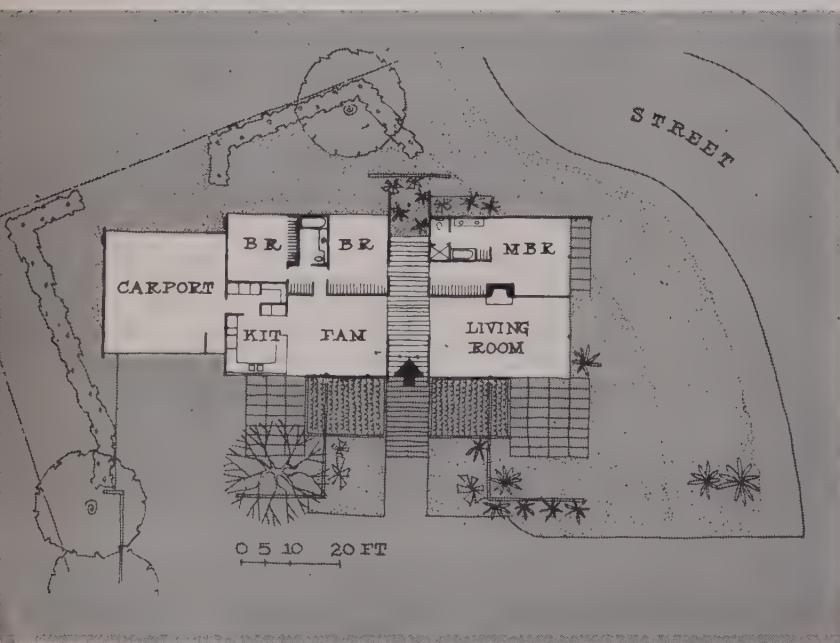 STREET
BR
BR
MBR
CARPORT
KIT
FAM
LIVING
ROOM
0 5 10 20 FT